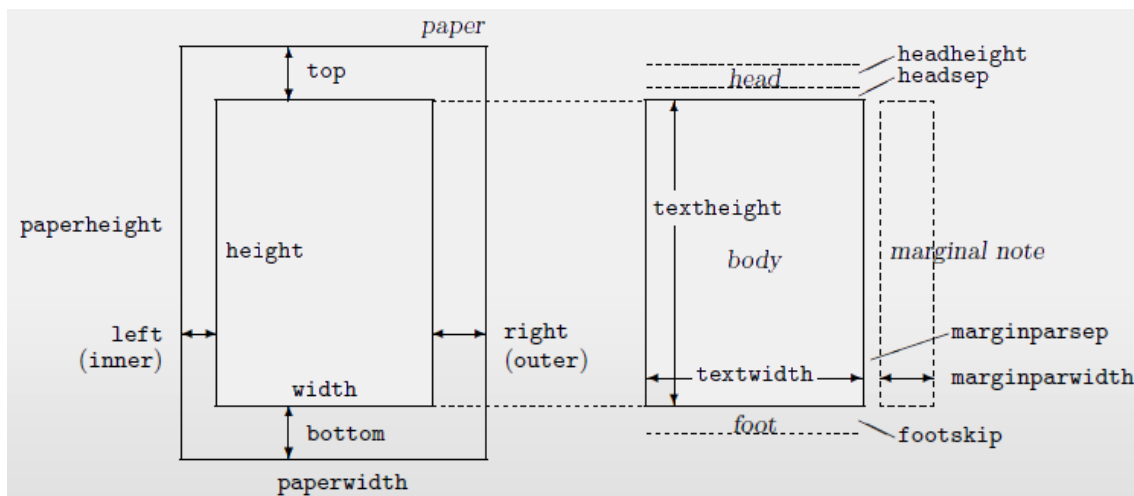 paper
top
paperheight
height
left
(inner)
right
(outer)
width
bottom
paperwidth
headheight
head
headsep
textheight
body
marginal note
marginparsep
textwidth
marginparwidth
foot
footskip